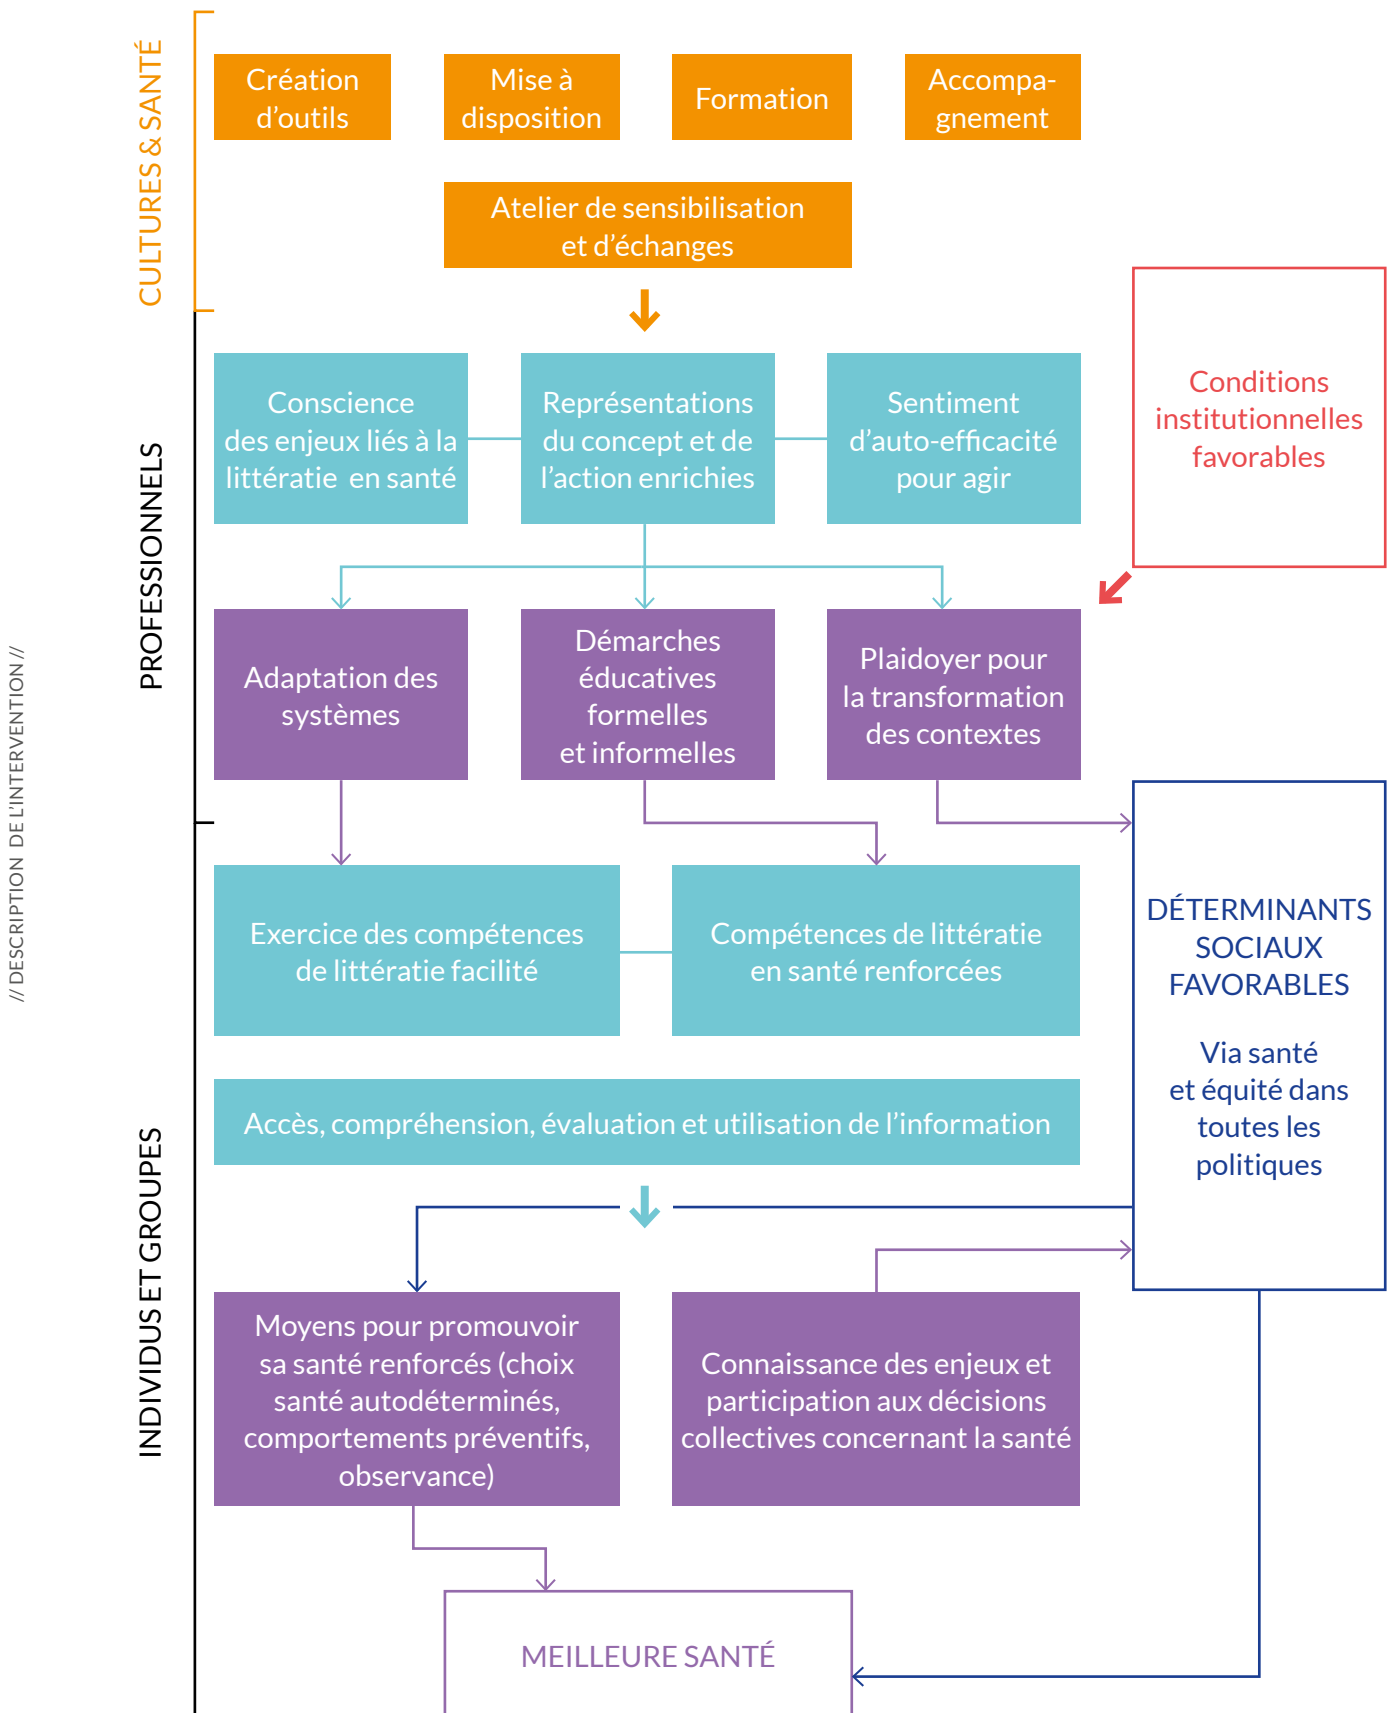 // DESCRIPTION DE L'INTERVENTION //
CULTURES & SANTÉ
Création
d'outils
Mise à
disposition
Formation
Accompa-
gnement
Atelier de sensibilisation
et d'échanges
PROFESSIONNELS
Conscience
des enjeux liés à la
littératie en santé
Représentations
du concept et de
l'action enrichies
Sentiment
d'auto-efficacité
pour agir
Conditions
institutionnelles
favorables
Adaptation des
systèmes
Démarches
éducatives
formelles
et informelles
Plaidoyer pour
la transformation
des contextes
INDIVIDUS ET GROUPES
Exercice des compétences
de littératie facilité
Compétences de littératie
en santé renforcées
DÉTERMINANTS
SOCIAUX
FAVORABLES
Via santé
et équité dans
toutes les
politiques
Accès, compréhension, évaluation et utilisation de l'information
Moyens pour promouvoir
sa santé renforcés (choix
santé autodéterminés,
comportements préventifs,
observance)
Connaissance des enjeux et
participation aux décisions
collectives concernant la santé
MEILLEURE SANTÉ